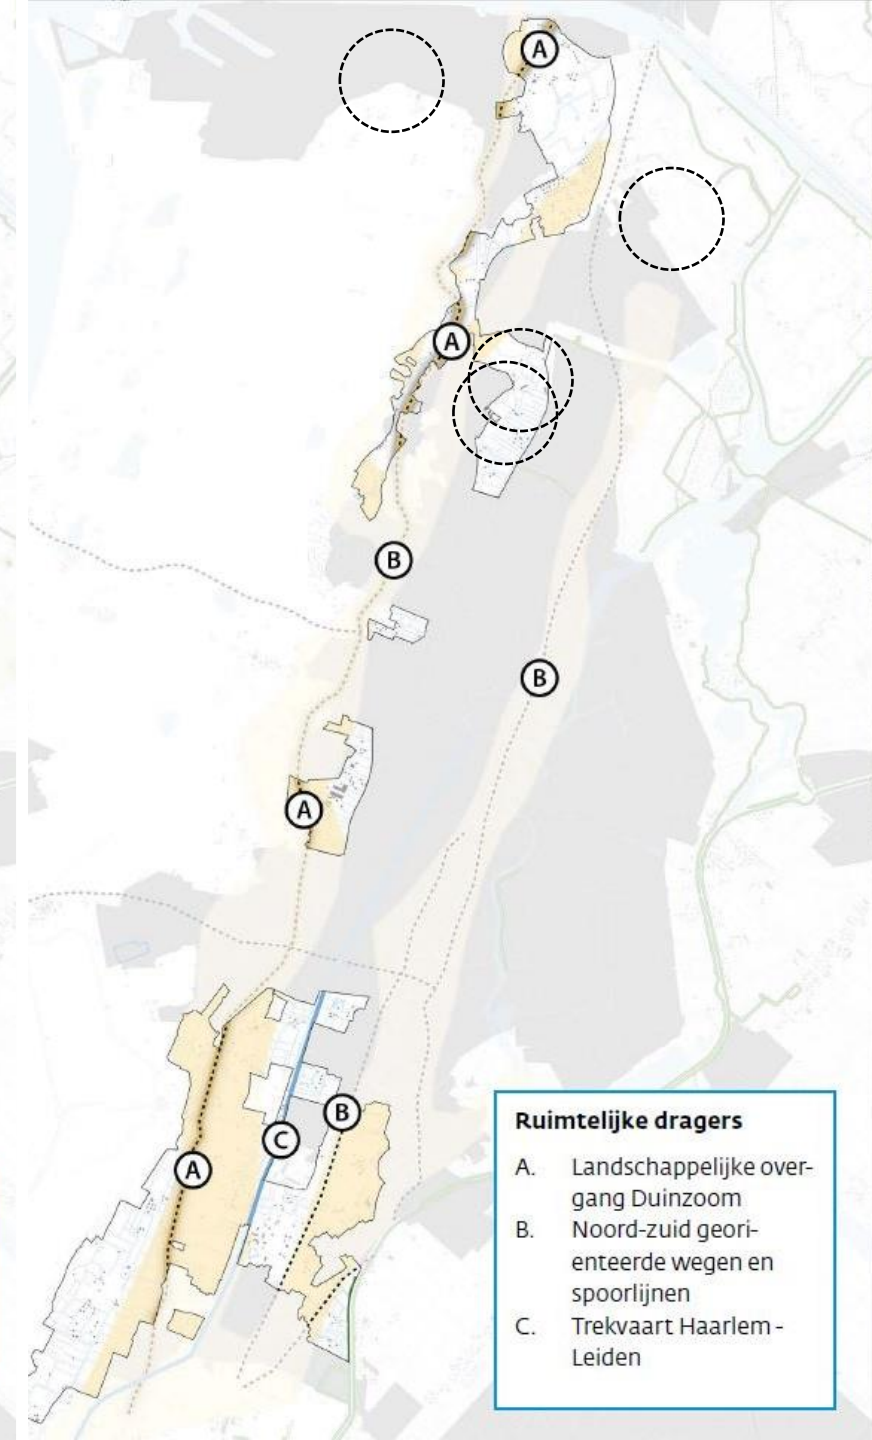 A
A
B
B
A
B
C
A
Ruimtelijke dragers
A. Landschappelijke over-
gang Duinzoom
B. Noord-zuid geori-
enteerde wegen en
spoorlijnen
C. Trekvaart Haarlem -
Leiden